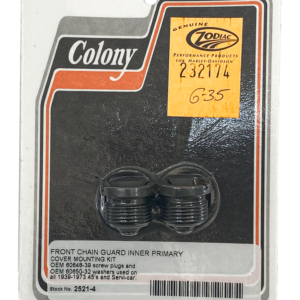 GENUINE
ZODIAC
PERFORMANCE PRODUCTS
FOR HARLEY-DAVIDSON
232174
G-35
Colony
FRONT CHAIN GUARD INNER PRIMARY
COVER MOUNTING KIT
OEM 60648-39 screw plugs and
OEM 60650-32 washers used on
all 1939-1973 45's and Servi-car.
Stock No. 2521-4